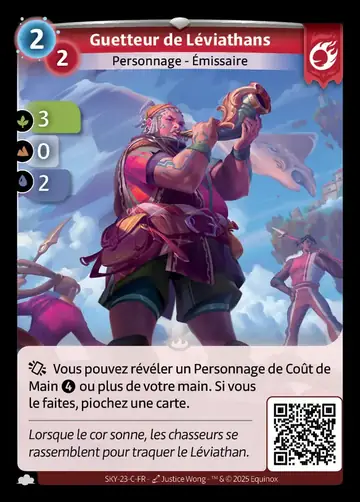 2
2
Guetteur de Léviathans
Personnage - Émissaire
3
0
2
Vous pouvez révéler un Personnage de Coût de
Main 4 ou plus de votre main. Si vous
le faites, piochez une carte.
Lorsque le cor sonne, les chasseurs se
rassemblent pour traquer le Léviathan.
SKY-23-C-FR - Justice Wong - ™ & © 2025 Equinox